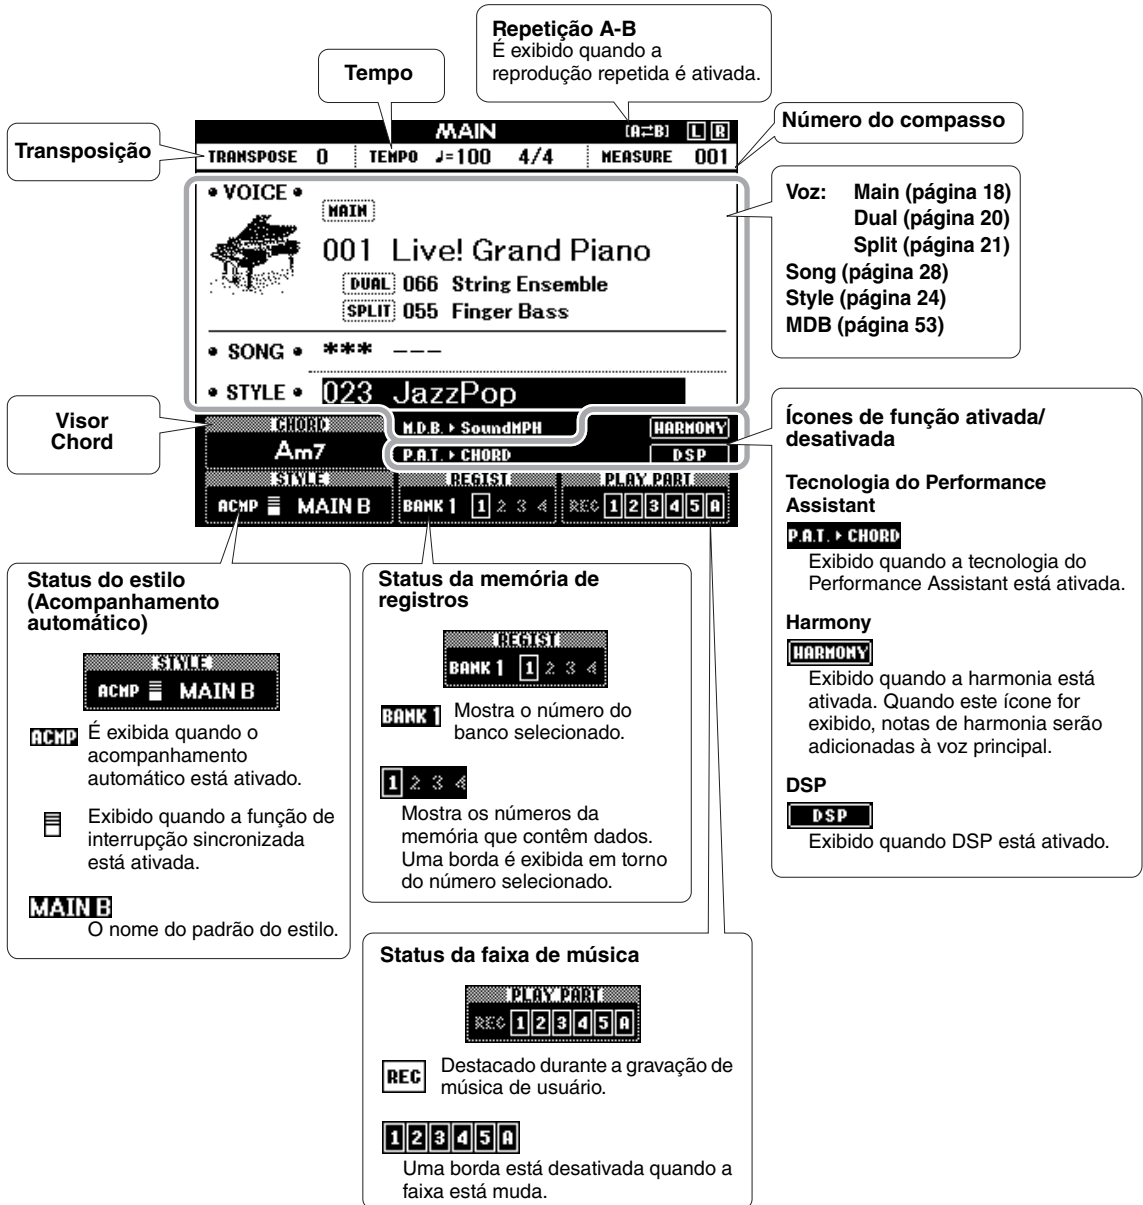 Repetição A-B
É exibido quando a
reprodução repetida é ativada.
Tempo
Número do compasso
Transposição
MAIN [A⇄B] L R
TRANSPOSE 0 TEMPO ♩=100 4/4 MEASURE 001
• VOICE •
MAIN
001 Live! Grand Piano
DUAL 066 String Ensemble
SPLIT 055 Finger Bass
• SONG • *** ---
• STYLE • 023 JazzPop
CHORD M.D.B. ▸ SoundMPH HARMONY
Am7 P.A.T. ▸ CHORD DSP
STYLE REGIST PLAY PART
ACMP MAIN B BANK 1 1 2 3 4 REC 1 2 3 4 5 A
Voz: Main (página 18)
Dual (página 20)
Split (página 21)
Song (página 28)
Style (página 24)
MDB (página 53)
Visor
Chord
Ícones de função ativada/
desativada
Tecnologia do Performance
Assistant
P.A.T. ▸ CHORD
Exibido quando a tecnologia do
Performance Assistant está ativada.
Harmony
HARMONY
Exibido quando a harmonia está
ativada. Quando este ícone for
exibido, notas de harmonia serão
adicionadas à voz principal.
DSP
DSP
Exibido quando DSP está ativado.
Status do estilo
(Acompanhamento
automático)
STYLE
ACMP MAIN B
ACMP É exibida quando o
acompanhamento
automático está ativado.
Exibido quando a função de
interrupção sincronizada
está ativada.
MAIN B
O nome do padrão do estilo.
Status da memória de
registros
REGIST
BANK 1 1 2 3 4
BANK 1 Mostra o número do
banco selecionado.
1 2 3 4
Mostra os números da
memória que contêm dados.
Uma borda é exibida em torno
do número selecionado.
Status da faixa de música
PLAY PART
REC 1 2 3 4 5 A
REC Destacado durante a gravação de
música de usuário.
1 2 3 4 5 A
Uma borda está desativada quando a
faixa está muda.